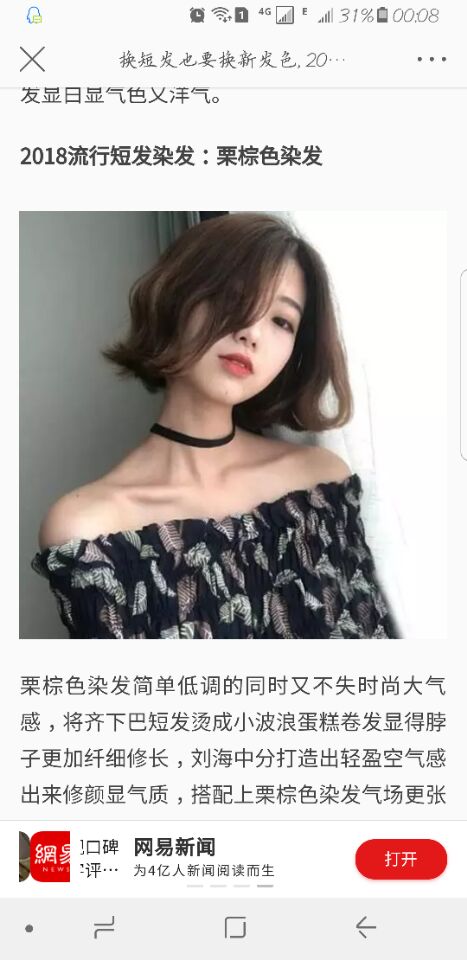 4G E 31% 00:08
换短发也要换新发色, 20···
发显白显气色又洋气。
2018流行短发染发：栗棕色染发
栗棕色染发简单低调的同时又不失时尚大气
感，将齐下巴短发烫成小波浪蛋糕卷发显得脖
子更加纤细修长，刘海中分打造出轻盈空气感
出来修颜显气质，搭配上栗棕色染发气场更张
網易
NEWS
口碑
评···
网易新闻
为4亿人新闻阅读而生
打开